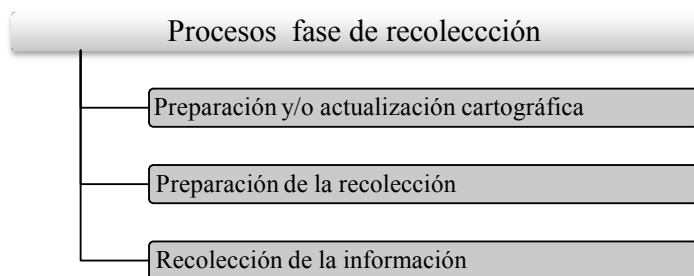 Procesos fase de recoleccción
Preparación y/o actualización cartográfica
Preparación de la recolección
Recolección de la información